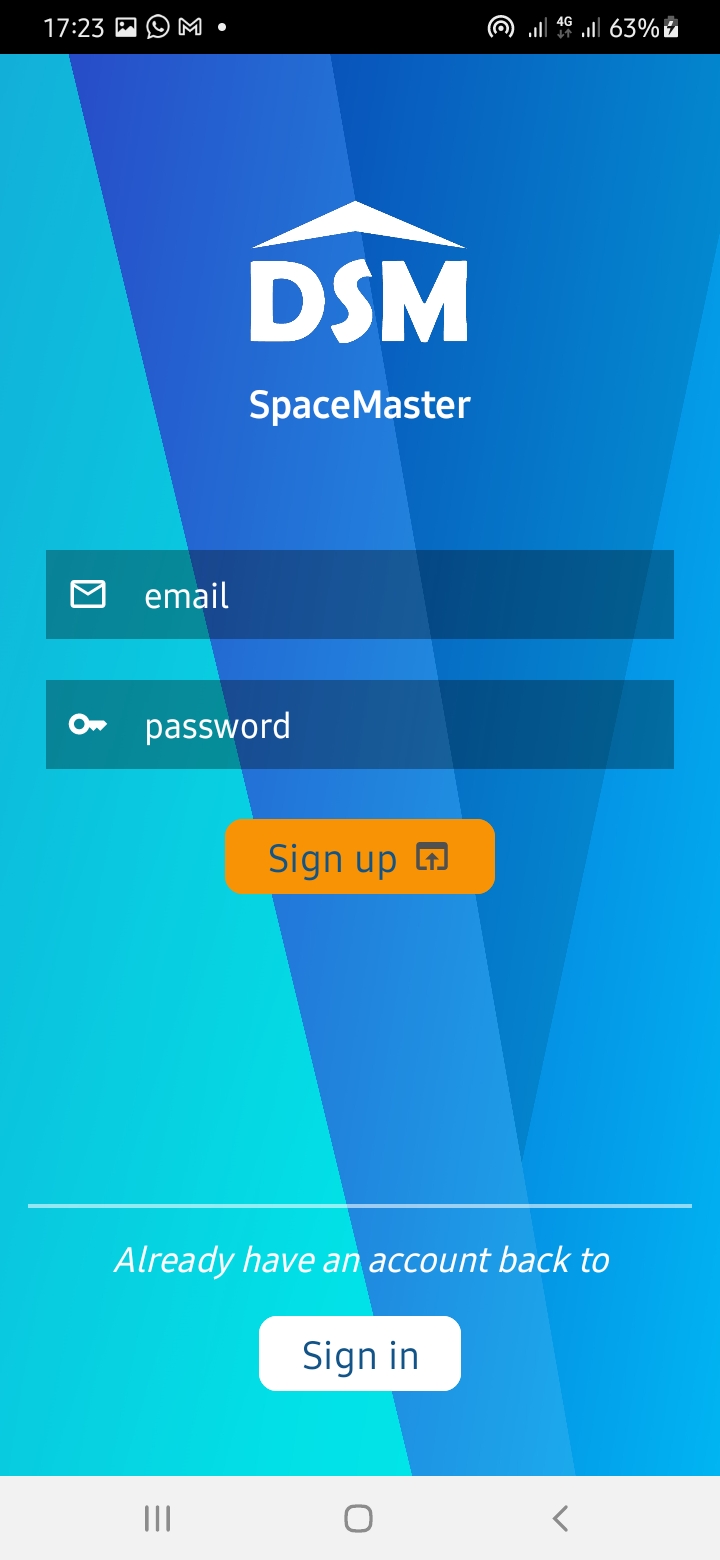 17:23 4G 63%
DSM
SpaceMaster
email
password
Sign up
Already have an account back to
Sign in